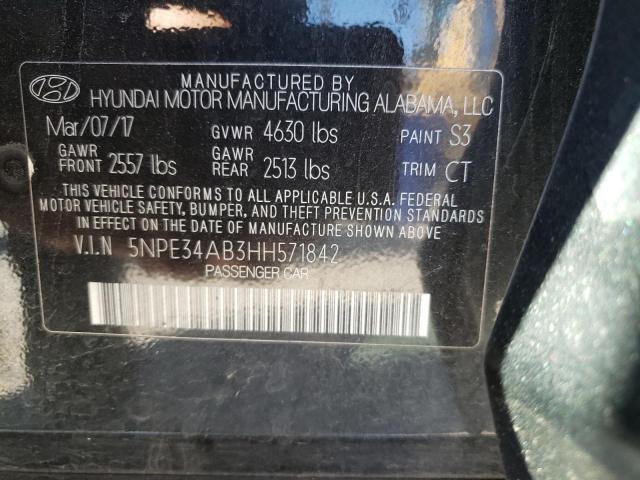 MANUFACTURED BY
HYUNDAI MOTOR MANUFACTURING ALABAMA, LLC
Mar/07/17 GVWR 4630 lbs PAINT S3
GAWR FRONT 2557 lbs GAWR REAR 2513 lbs TRIM CT
THIS VEHICLE CONFORMS TO ALL APPLICABLE U.S.A. FEDERAL
MOTOR VEHICLE SAFETY, BUMPER, AND THEFT PREVENTION STANDARDS
IN EFFECT ON THE DATE OF MANUFACTURE SHOWN ABOVE.
V.I.N 5NPE34AB3HH571842
PASSENGER CAR